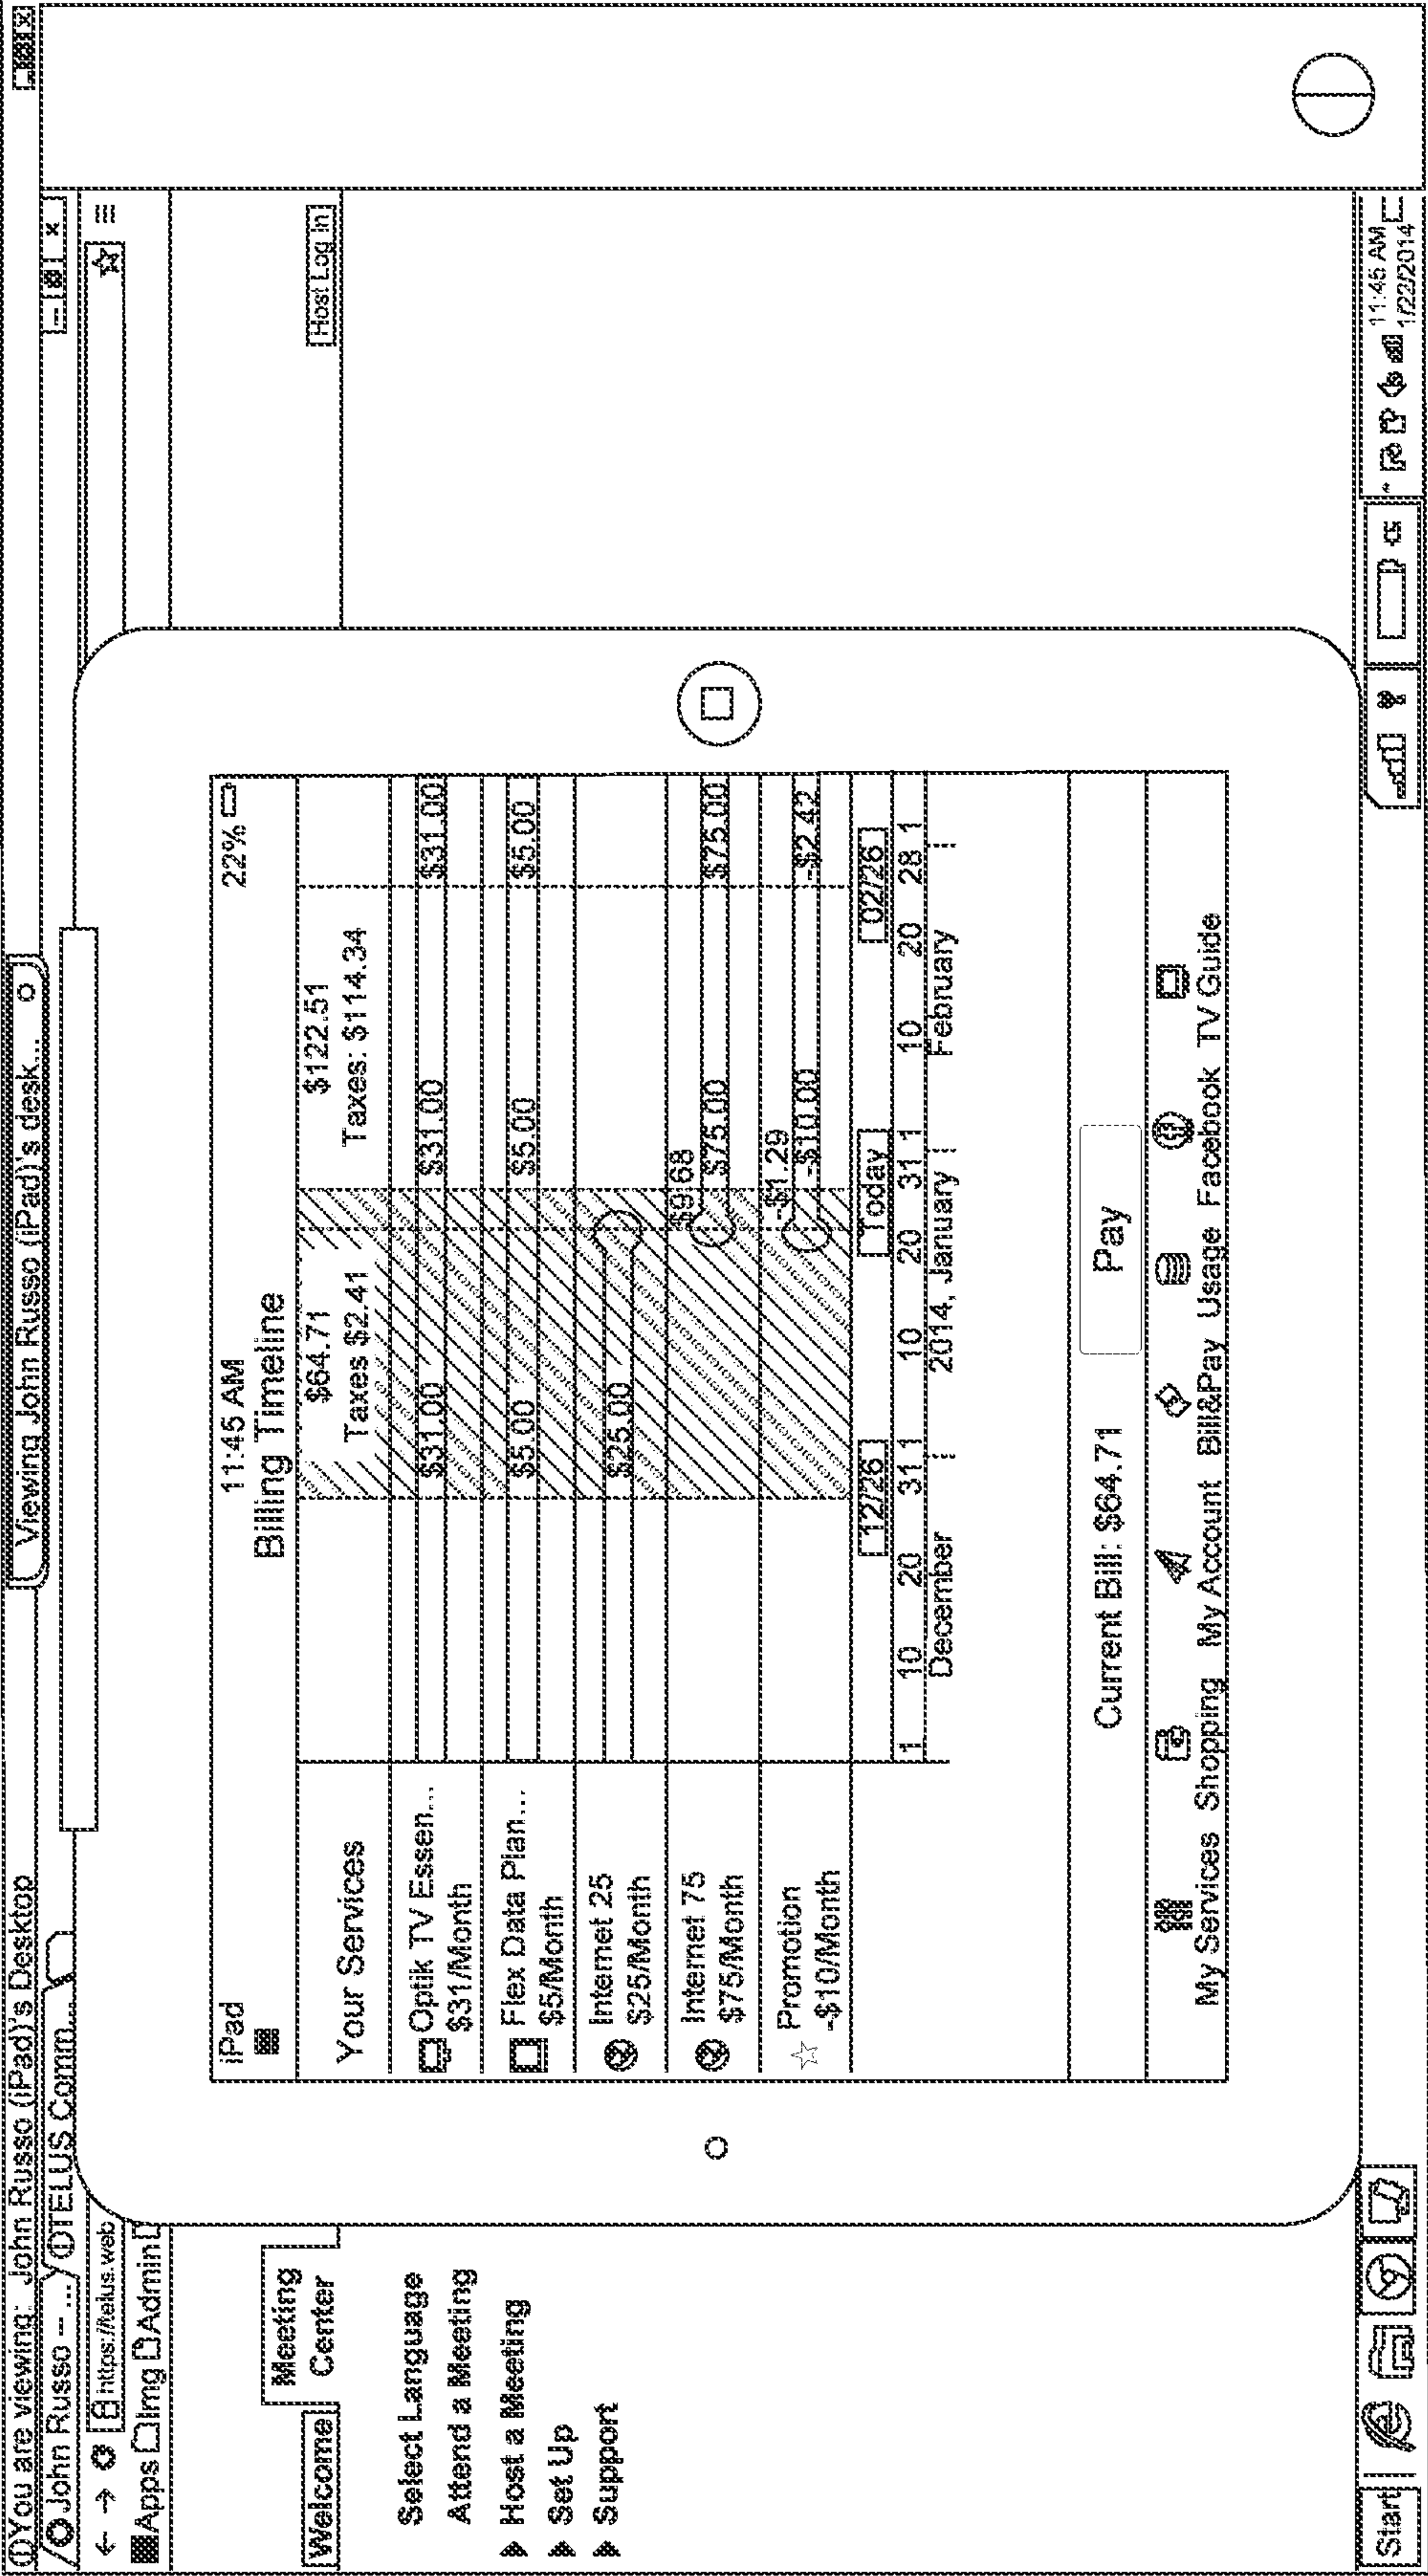 You are viewing: John Russo (iPad)'s Desktop
Viewing John Russo (iPad)'s desk...
John Russo -- ...
TELUS Comm...
https://telus.web
Apps Img Admin
Welcome
Meeting
Center
Host Log In
Select Language
Attend a Meeting
Host a Meeting
Set Up
Support
iPad 11:45 AM 22%
Billing Timeline
Your Services $64.71 $122.51
Taxes $2.41 Taxes: $114.34
Optik TV Essen... $31.00 $31.00 $31.00
$31/Month
Flex Data Plan... $5.00 $5.00 $5.00
$5/Month
Internet 25 $25.00
$25/Month
$9.68
Internet 75 $75.00 $75.00
$75/Month
-$1.29
Promotion -$10.00 -$2.42
-$10/Month
12/26 Today 02/26
1 10 20 31 1 10 20 31 1 10 20 28 1
December 2014, January February
Current Bill: $64.71 Pay
My Services Shopping My Account Bill&Pay Usage Facebook TV Guide
Start
11:45 AM
1/22/2014